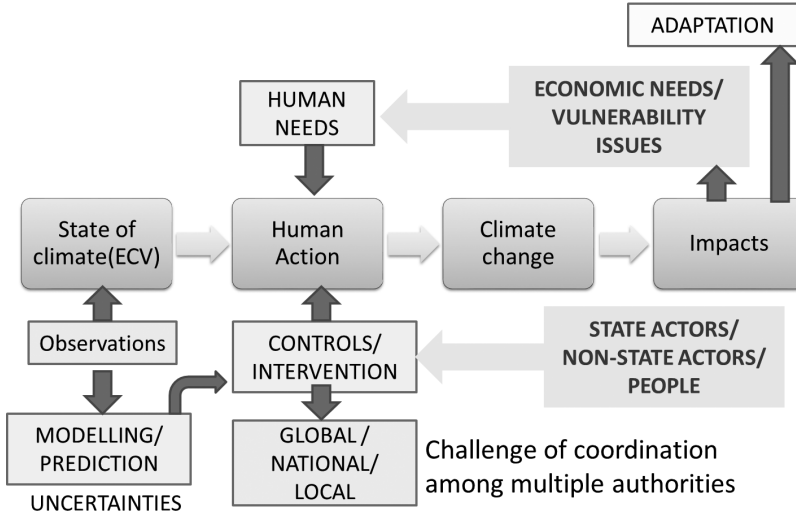 ADAPTATION
HUMAN
NEEDS
ECONOMIC NEEDS/
VULNERABILITY
ISSUES
State of
climate(ECV)
Human
Action
Climate
change
Impacts
Observations
CONTROLS/
INTERVENTION
STATE ACTORS/
NON-STATE ACTORS/
PEOPLE
MODELLING/
PREDICTION
GLOBAL /
NATIONAL/
LOCAL
Challenge of coordination
among multiple authorities
UNCERTAINTIES